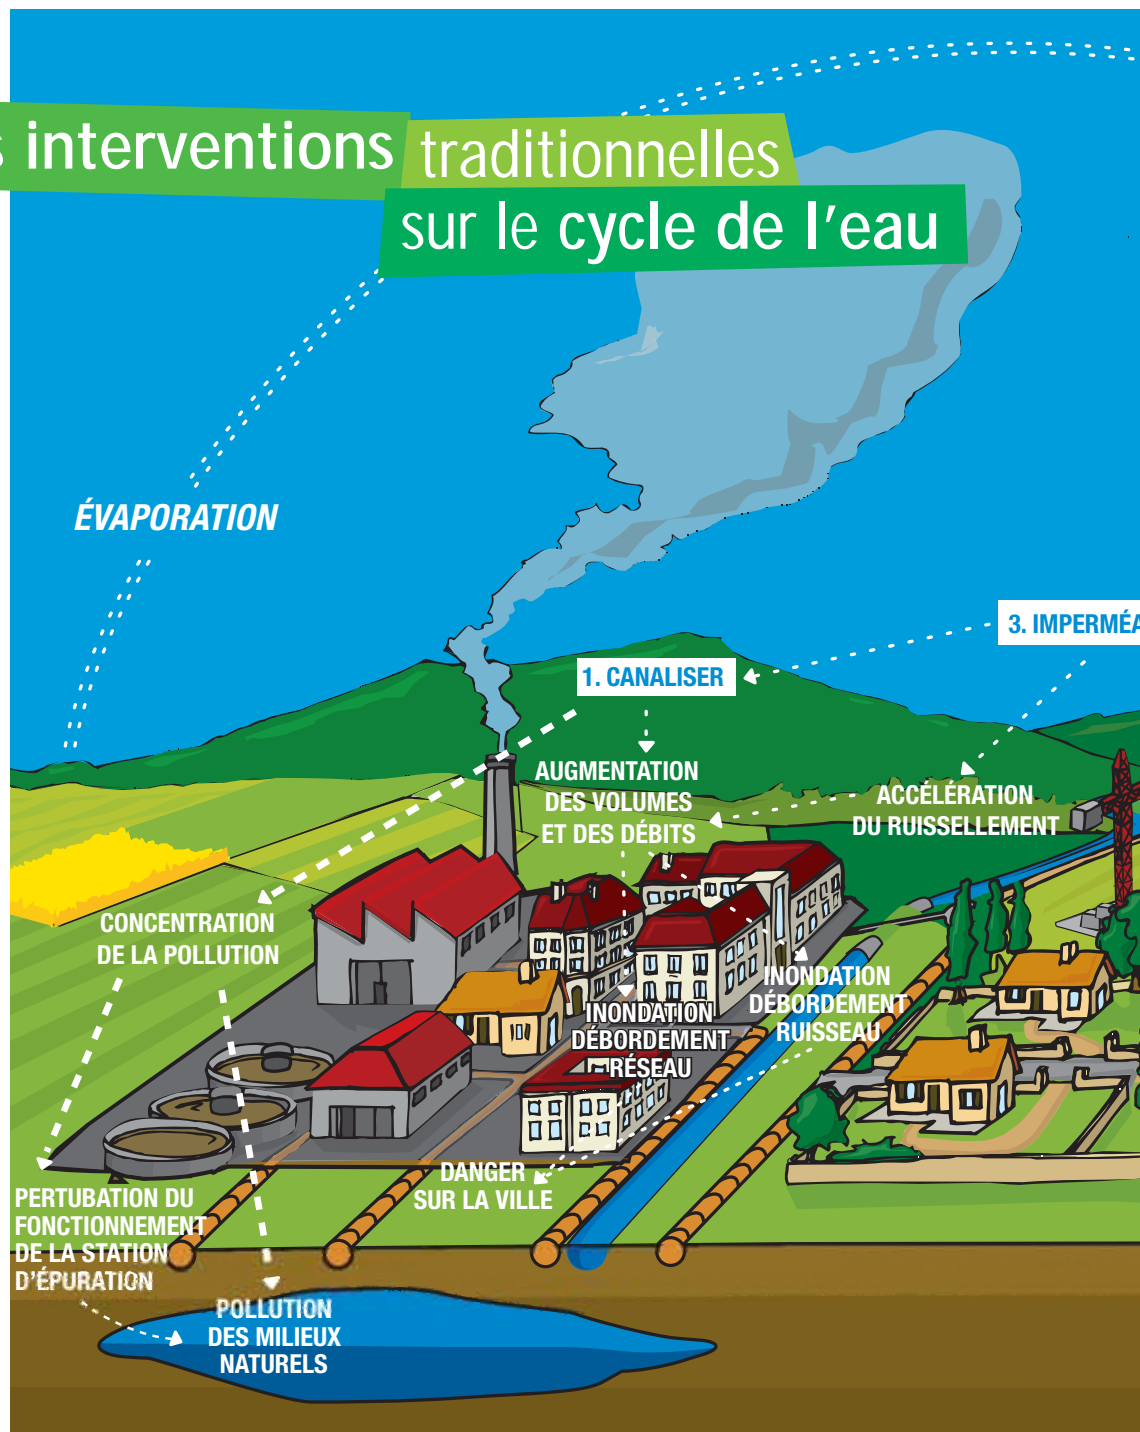 s interventions traditionnelles
sur le cycle de l'eau
ÉVAPORATION
3. IMPERMÉA
1. CANALISER
AUGMENTATION
DES VOLUMES
ET DES DÉBITS
ACCÉLÉRATION
DU RUISSELLEMENT
CONCENTRATION
DE LA POLLUTION
INONDATION
DÉBORDEMENT
RUISSEAU
INONDATION
DÉBORDEMENT
RÉSEAU
DANGER
SUR LA VILLE
PERTUBATION DU
FONCTIONNEMENT
DE LA STATION
D'ÉPURATION
POLLUTION
DES MILIEUX
NATURELS